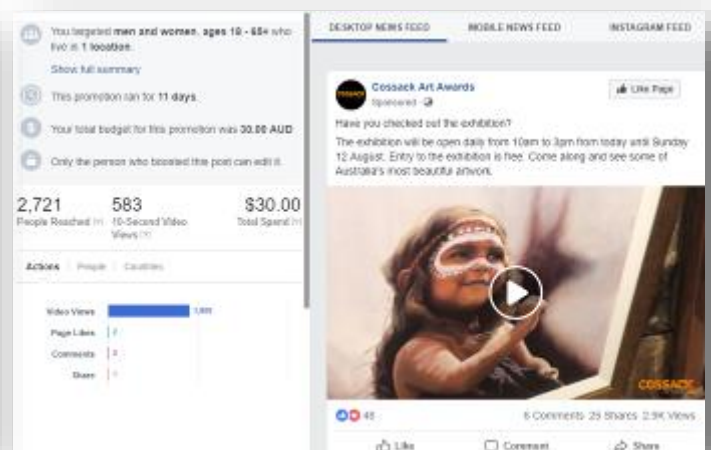 You targeted men and women, ages 18 - 65+ who
live in 1 location.
Show full summary
This promotion ran for 11 days.
Your total budget for this promotion was 30.00 AUD
Only the person who boosted this post can edit it.
2,721
People Reached
583
10-Second Video
Views
$30.00
Total Spend
Actions
People
Countries
Video Views
Page Likes
Comments
Share
DESKTOP NEWS FEED
MOBILE NEWS FEED
INSTAGRAM FEED
Cossack Art Awards
Sponsored
Like Page
Have you checked out the exhibition?
The exhibition will be open daily from 10am to 3pm from today until Sunday
12 August. Entry to the exhibition is free. Come along and see some of
Australia's most beautiful artwork.
COSSACK
48
6 Comments 25 Shares 2.9K Views
Like
Comment
Share